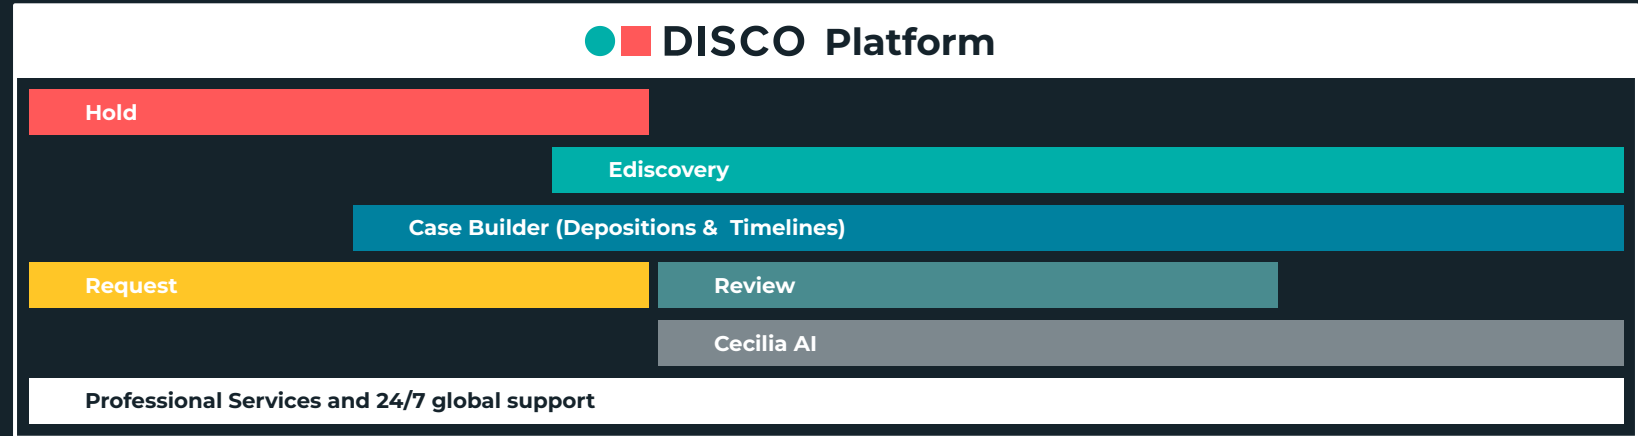 DISCO Platform
Hold
Ediscovery
Case Builder (Depositions & Timelines)
Request
Review
Cecilia AI
Professional Services and 24/7 global support